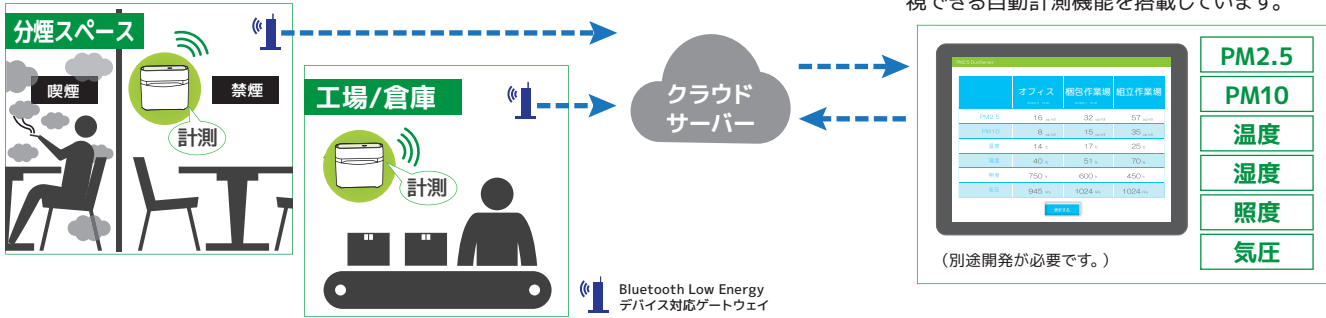 視できる自動計測機能を搭載しています。
分煙スペース
喫煙
禁煙
計測
工場/倉庫
計測
クラウド
サーバー
Bluetooth Low Energy
デバイス対応ゲートウェイ
オフィス 梱包作業場 組立作業場
PM2.5 16 32 57
PM10 8 15 35
温度 14 17 25
湿度 40 51 70
照度 750 600 450
気圧 945 1024 1024
(別途開発が必要です。)
PM2.5
PM10
温度
湿度
照度
気圧